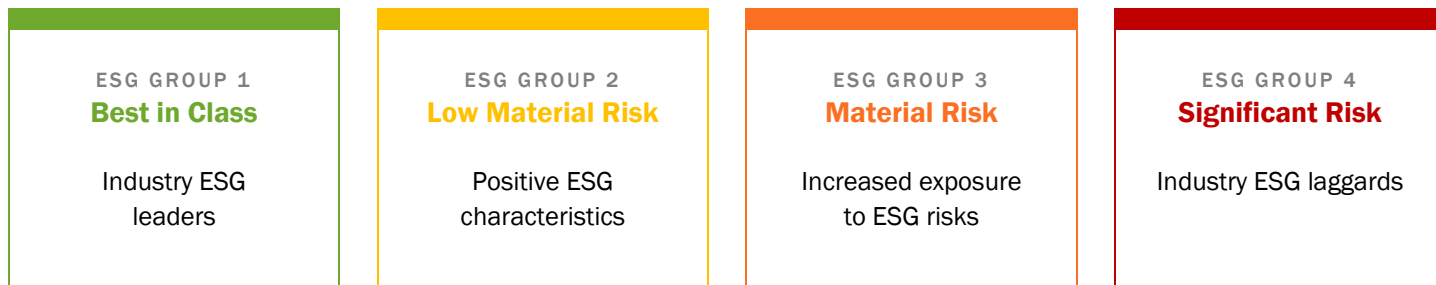 ESG GROUP 1
Best in Class
Industry ESG
leaders
ESG GROUP 2
Low Material Risk
Positive ESG
characteristics
ESG GROUP 3
Material Risk
Increased exposure
to ESG risks
ESG GROUP 4
Significant Risk
Industry ESG laggards